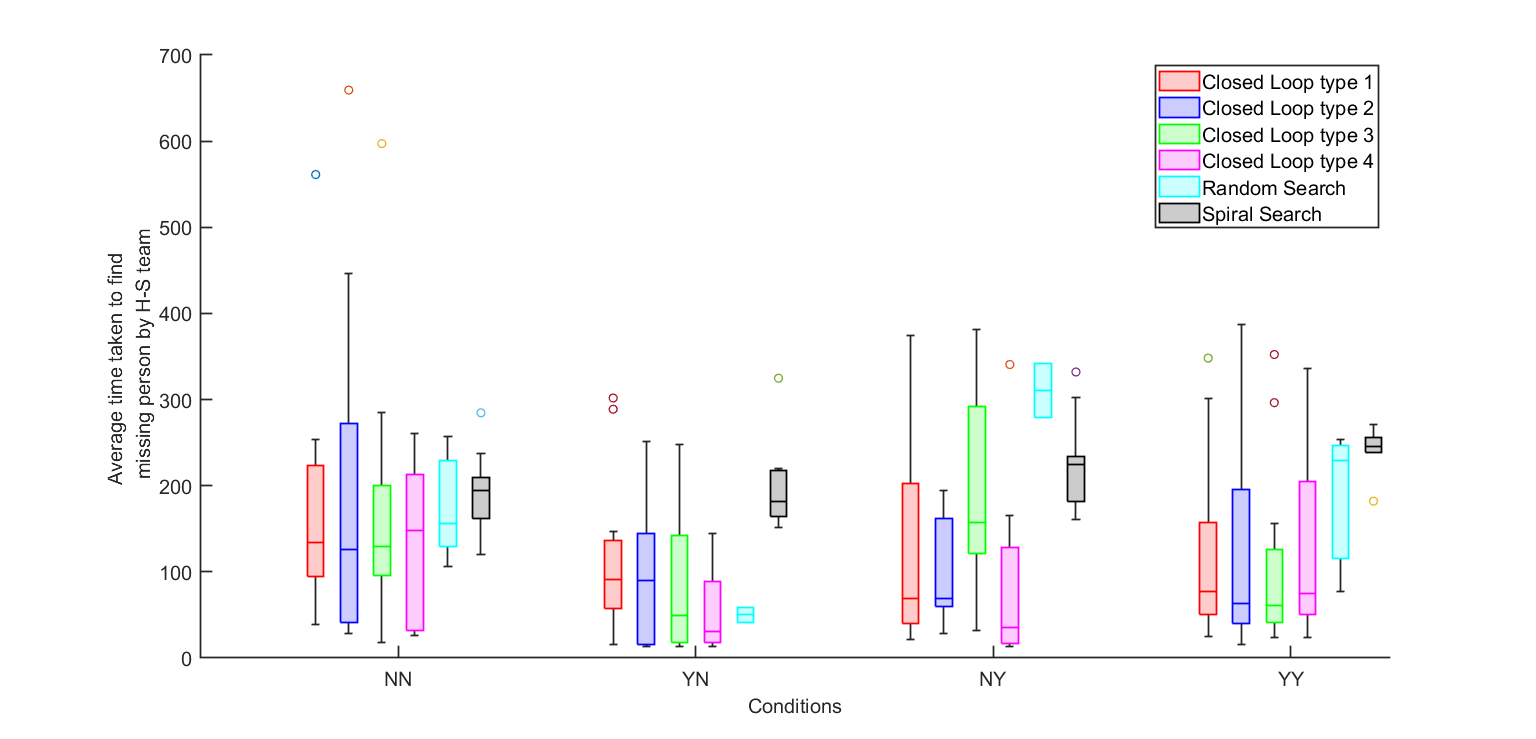 700
600
500
400
300
200
100
0
Average time taken to find
missing person by H-S team
NN
YN
NY
YY
Conditions
Closed Loop type 1
Closed Loop type 2
Closed Loop type 3
Closed Loop type 4
Random Search
Spiral Search